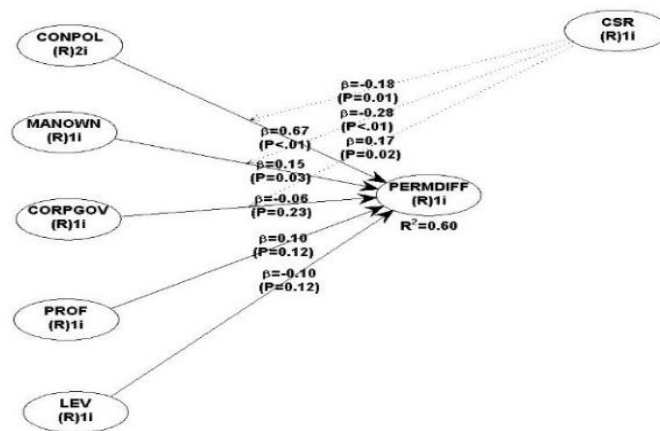 CONPOL
(R)2i
CSR
(R)1i
MANOWN
(R)1i
β=-0.18
(P=0.01)
β=-0.28
(P<.01)
β=0.17
(P=0.02)
β=0.67
(P<.01)
β=0.15
(P=0.03)
CORPGOV
(R)1i
β=-0.06
(P=0.23)
PERMDIFF
(R)1i
R²=0.60
β=0.10
(P=0.12)
β=-0.10
(P=0.12)
PROF
(R)1i
LEV
(R)1i